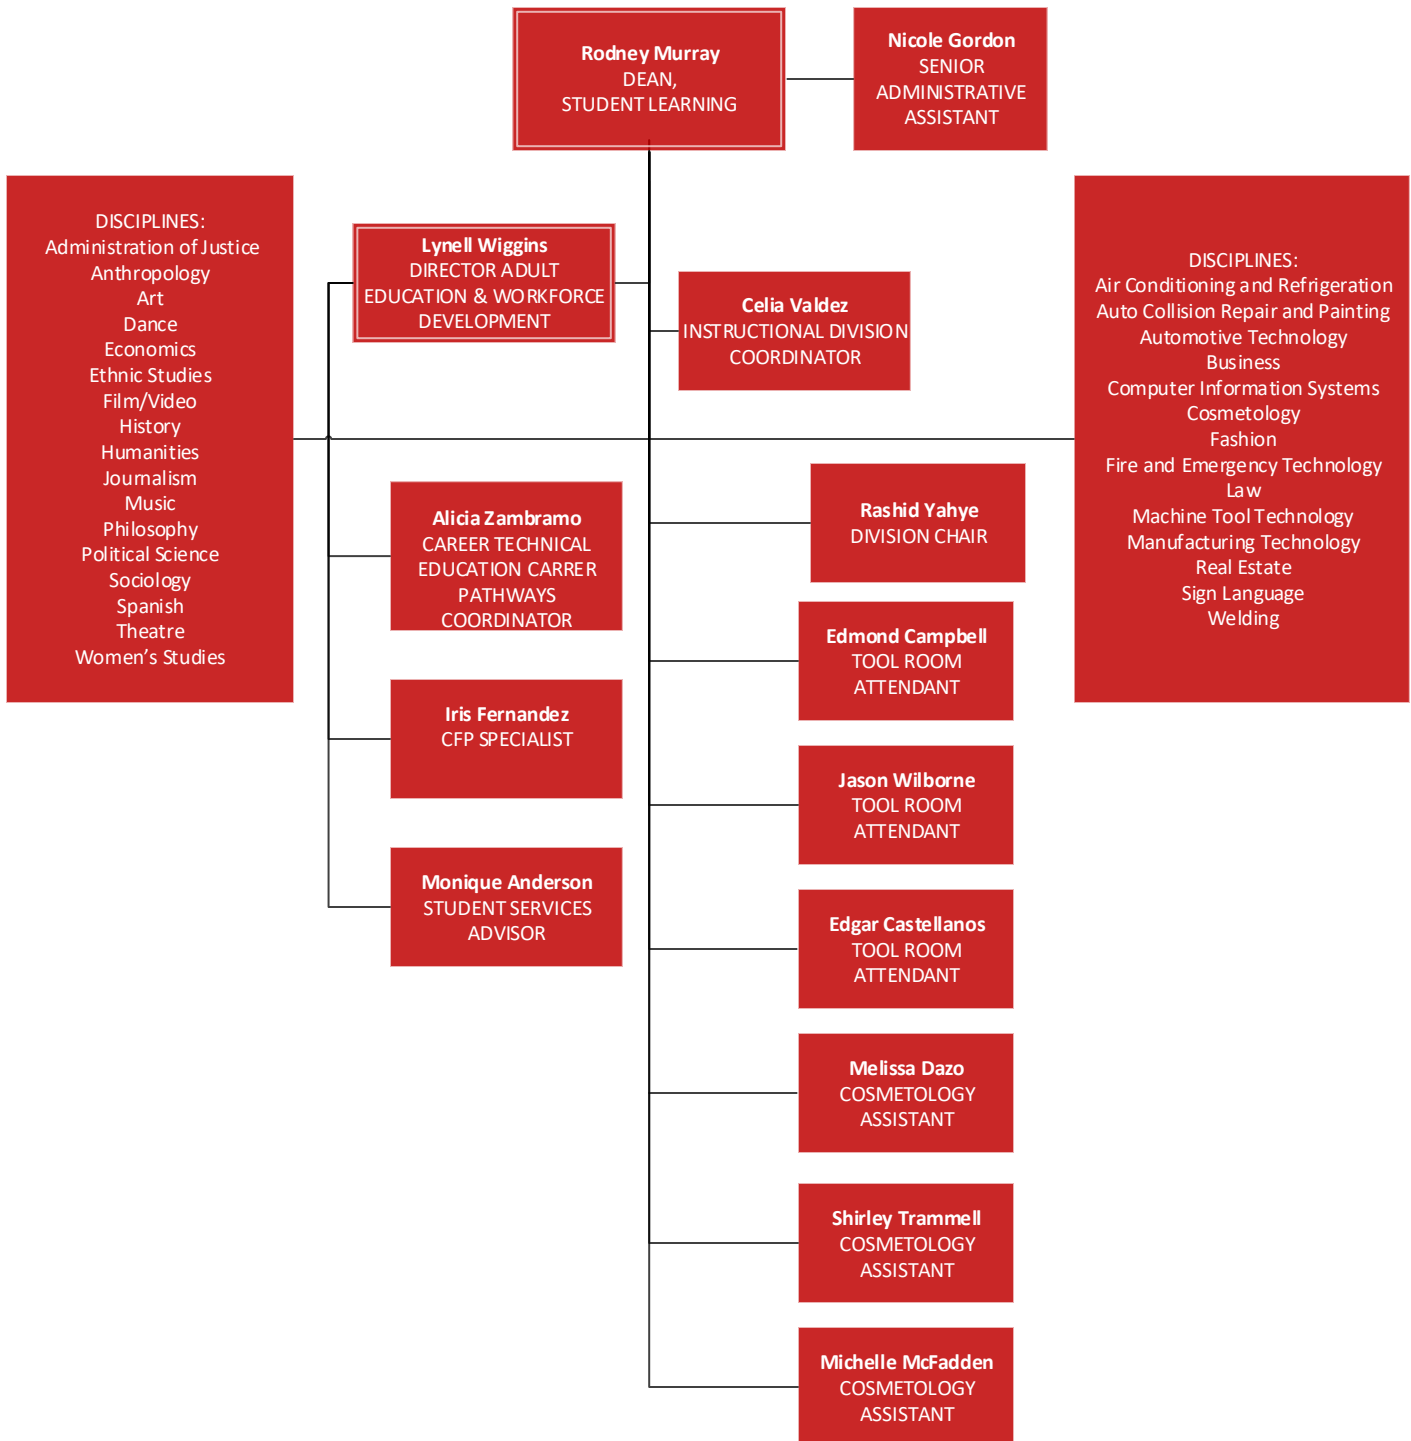 Rodney Murray
DEAN,
STUDENT LEARNING
Nicole Gordon
SENIOR
ADMINISTRATIVE
ASSISTANT
DISCIPLINES:
Administration of Justice
Anthropology
Art
Dance
Economics
Ethnic Studies
Film/Video
History
Humanities
Journalism
Music
Philosophy
Political Science
Sociology
Spanish
Theatre
Women’s Studies
Lynell Wiggins
DIRECTOR ADULT
EDUCATION & WORKFORCE
DEVELOPMENT
Celia Valdez
INSTRUCTIONAL DIVISION
COORDINATOR
DISCIPLINES:
Air Conditioning and Refrigeration
Auto Collision Repair and Painting
Automotive Technology
Business
Computer Information Systems
Cosmetology
Fashion
Fire and Emergency Technology
Law
Machine Tool Technology
Manufacturing Technology
Real Estate
Sign Language
Welding
Alicia Zambramo
CAREER TECHNICAL
EDUCATION CARRER
PATHWAYS
COORDINATOR
Iris Fernandez
CFP SPECIALIST
Monique Anderson
STUDENT SERVICES
ADVISOR
Rashid Yahye
DIVISION CHAIR
Edmond Campbell
TOOL ROOM
ATTENDANT
Jason Wilborne
TOOL ROOM
ATTENDANT
Edgar Castellanos
TOOL ROOM
ATTENDANT
Melissa Dazo
COSMETOLOGY
ASSISTANT
Shirley Trammell
COSMETOLOGY
ASSISTANT
Michelle McFadden
COSMETOLOGY
ASSISTANT